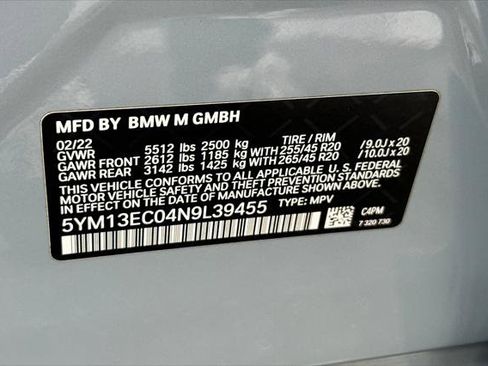 MFD BY BMW M GMBH
02/22 TIRE / RIM
GVWR 5512 lbs 2500 kg
GAWR FRONT 2612 lbs 1185 kg WITH 255/45 R20 / 9.0J x 20
GAWR REAR 3142 lbs 1425 kg WITH 265/45 R20 / 10.0J x 20
THIS VEHICLE CONFORMS TO ALL APPLICABLE U.S. FEDERAL
MOTOR VEHICLE SAFETY AND THEFT PREVENTION STANDARDS
IN EFFECT ON THE DATE OF MANUFACTURE SHOWN ABOVE.
5YM13EC04N9L39455 TYPE: MPV
C4PM
7 320 730